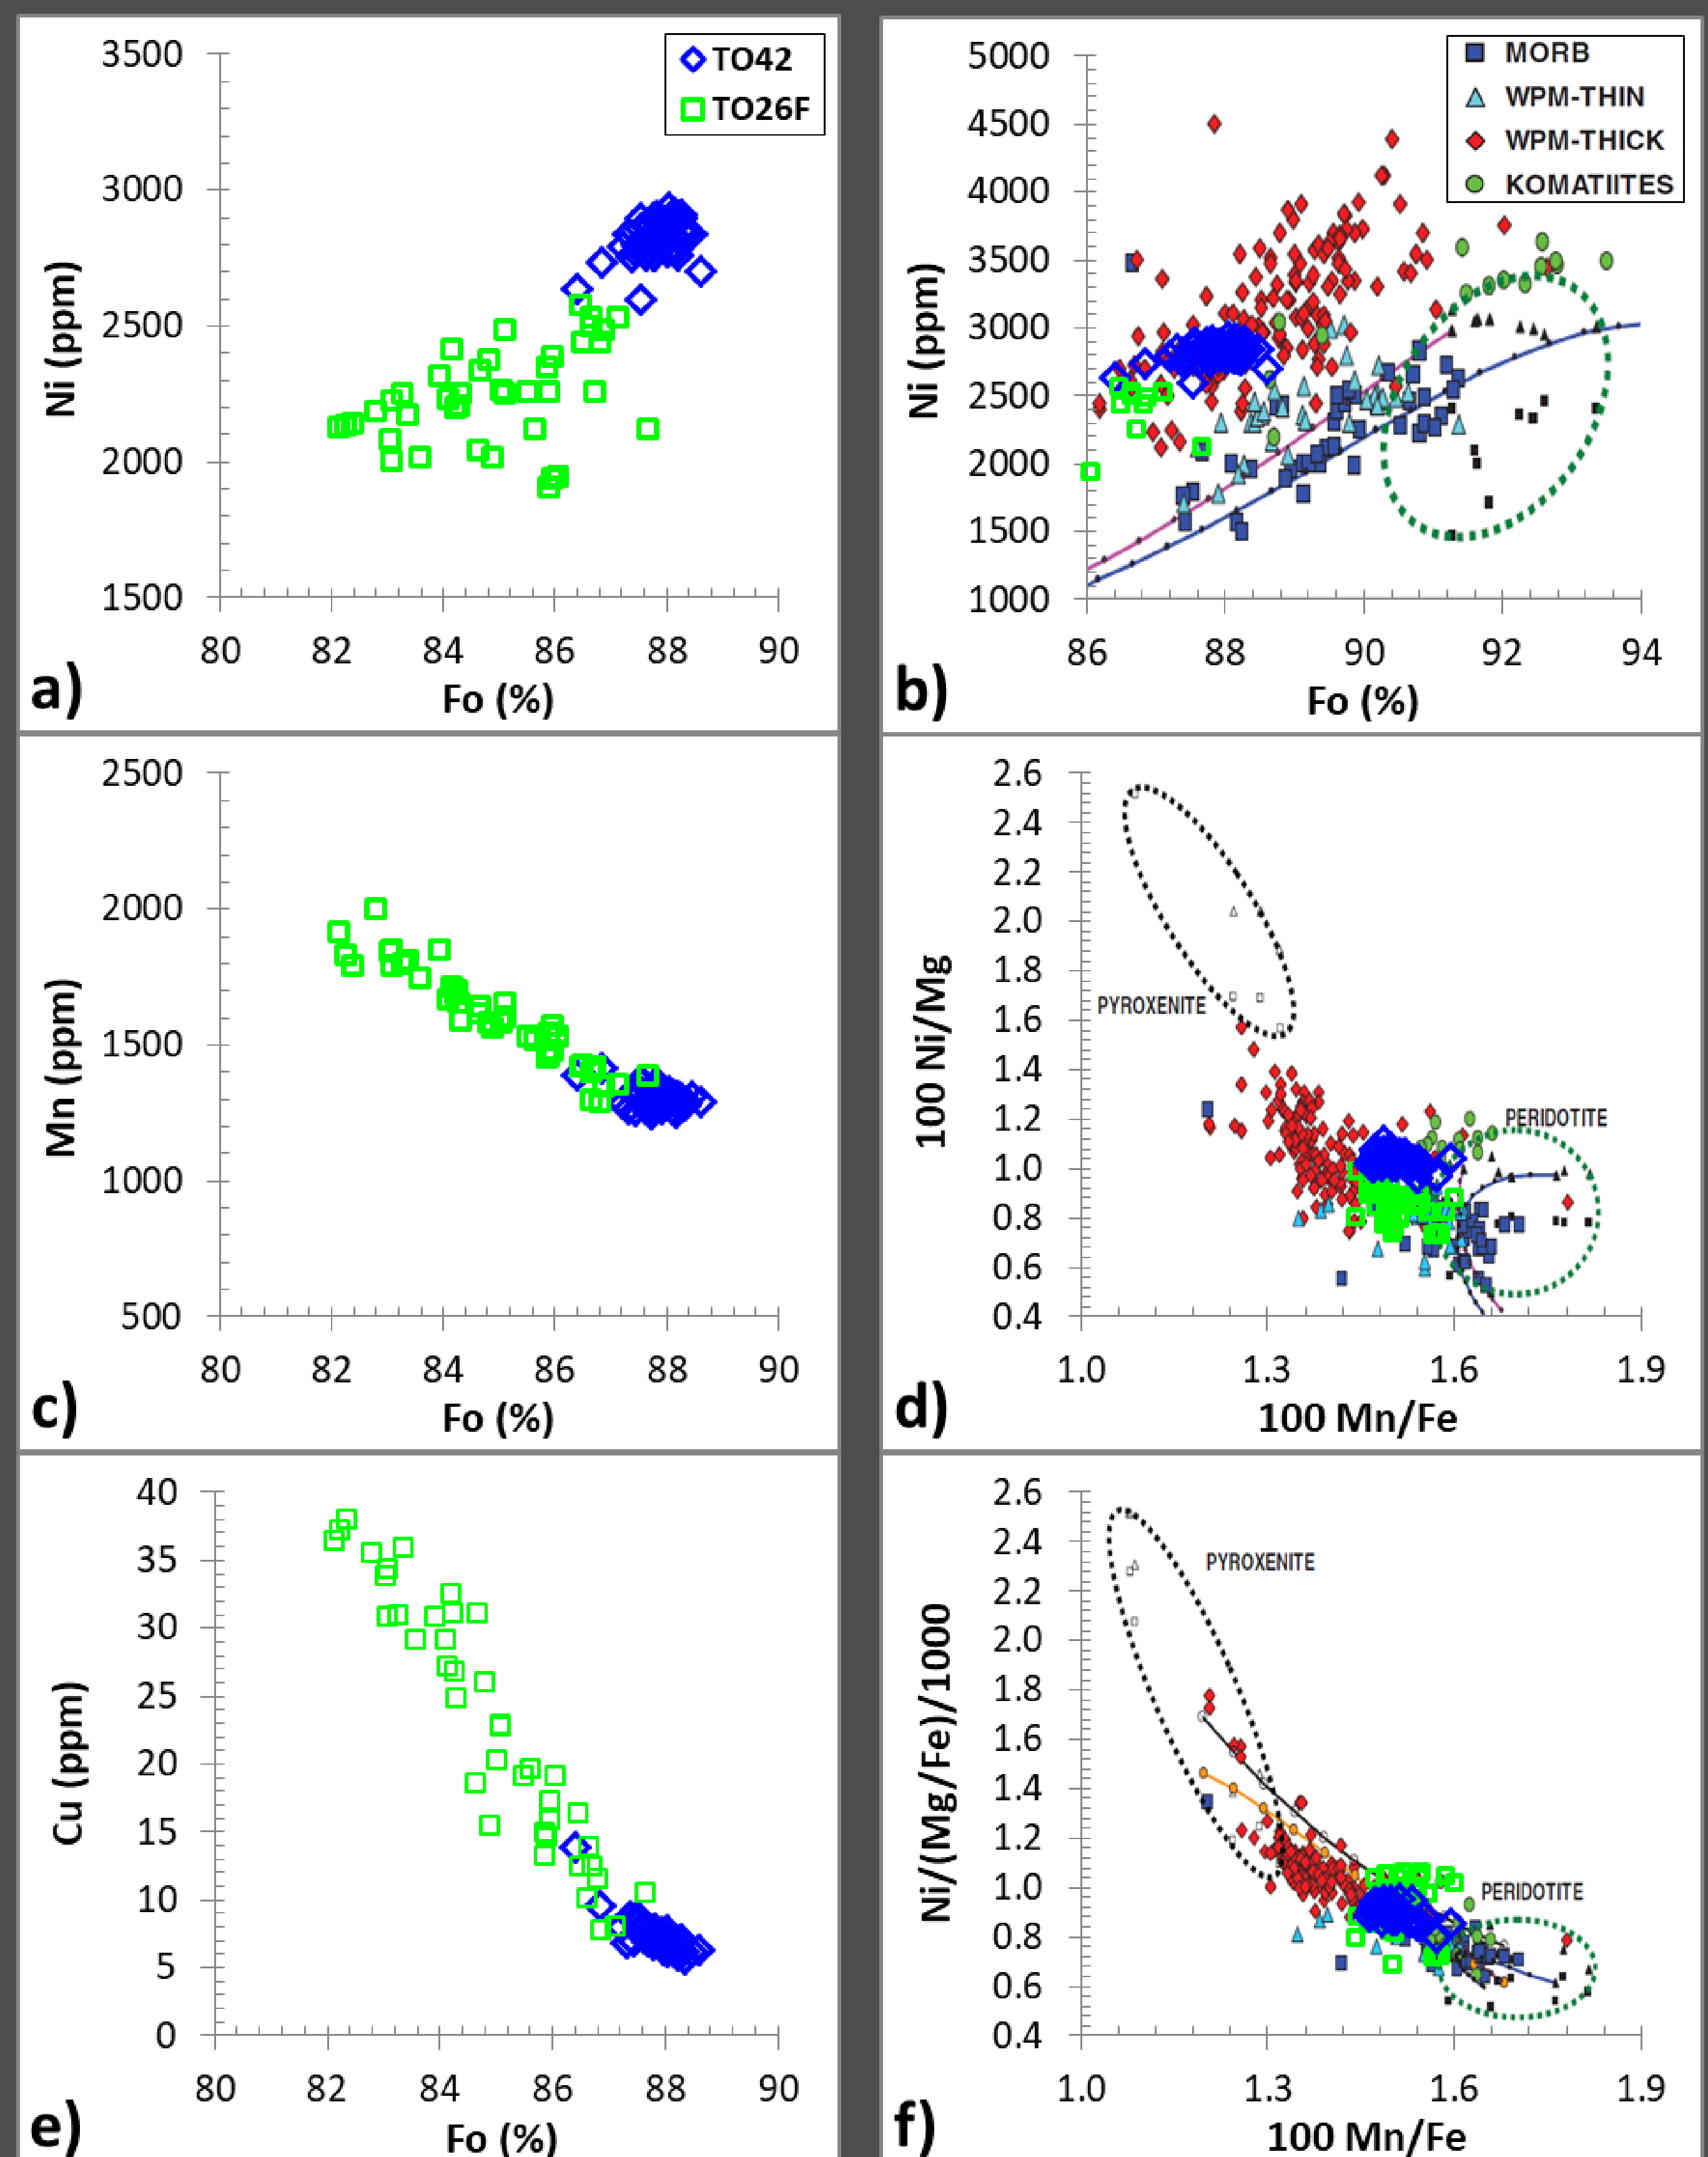 3500
3000
2500
2000
1500
Ni (ppm)
TO42
TO26F
80 82 84 86 88 90
Fo (%)
a)
5000
4500
4000
3500
3000
2500
2000
1500
1000
Ni (ppm)
MORB
WPM-THIN
WPM-THICK
KOMATIITES
86 88 90 92 94
Fo (%)
b)
2500
2000
1500
1000
500
Mn (ppm)
80 82 84 86 88 90
Fo (%)
c)
2.6
2.4
2.2
2.0
1.8
1.6
1.4
1.2
1.0
0.8
0.6
0.4
100 Ni/Mg
PYROXENITE
PERIDOTITE
1.0 1.3 1.6 1.9
100 Mn/Fe
d)
40
35
30
25
20
15
10
5
0
Cu (ppm)
80 82 84 86 88 90
Fo (%)
e)
2.6
2.4
2.2
2.0
1.8
1.6
1.4
1.2
1.0
0.8
0.6
0.4
Ni/(Mg/Fe)/1000
PYROXENITE
PERIDOTITE
1.0 1.3 1.6 1.9
100 Mn/Fe
f)